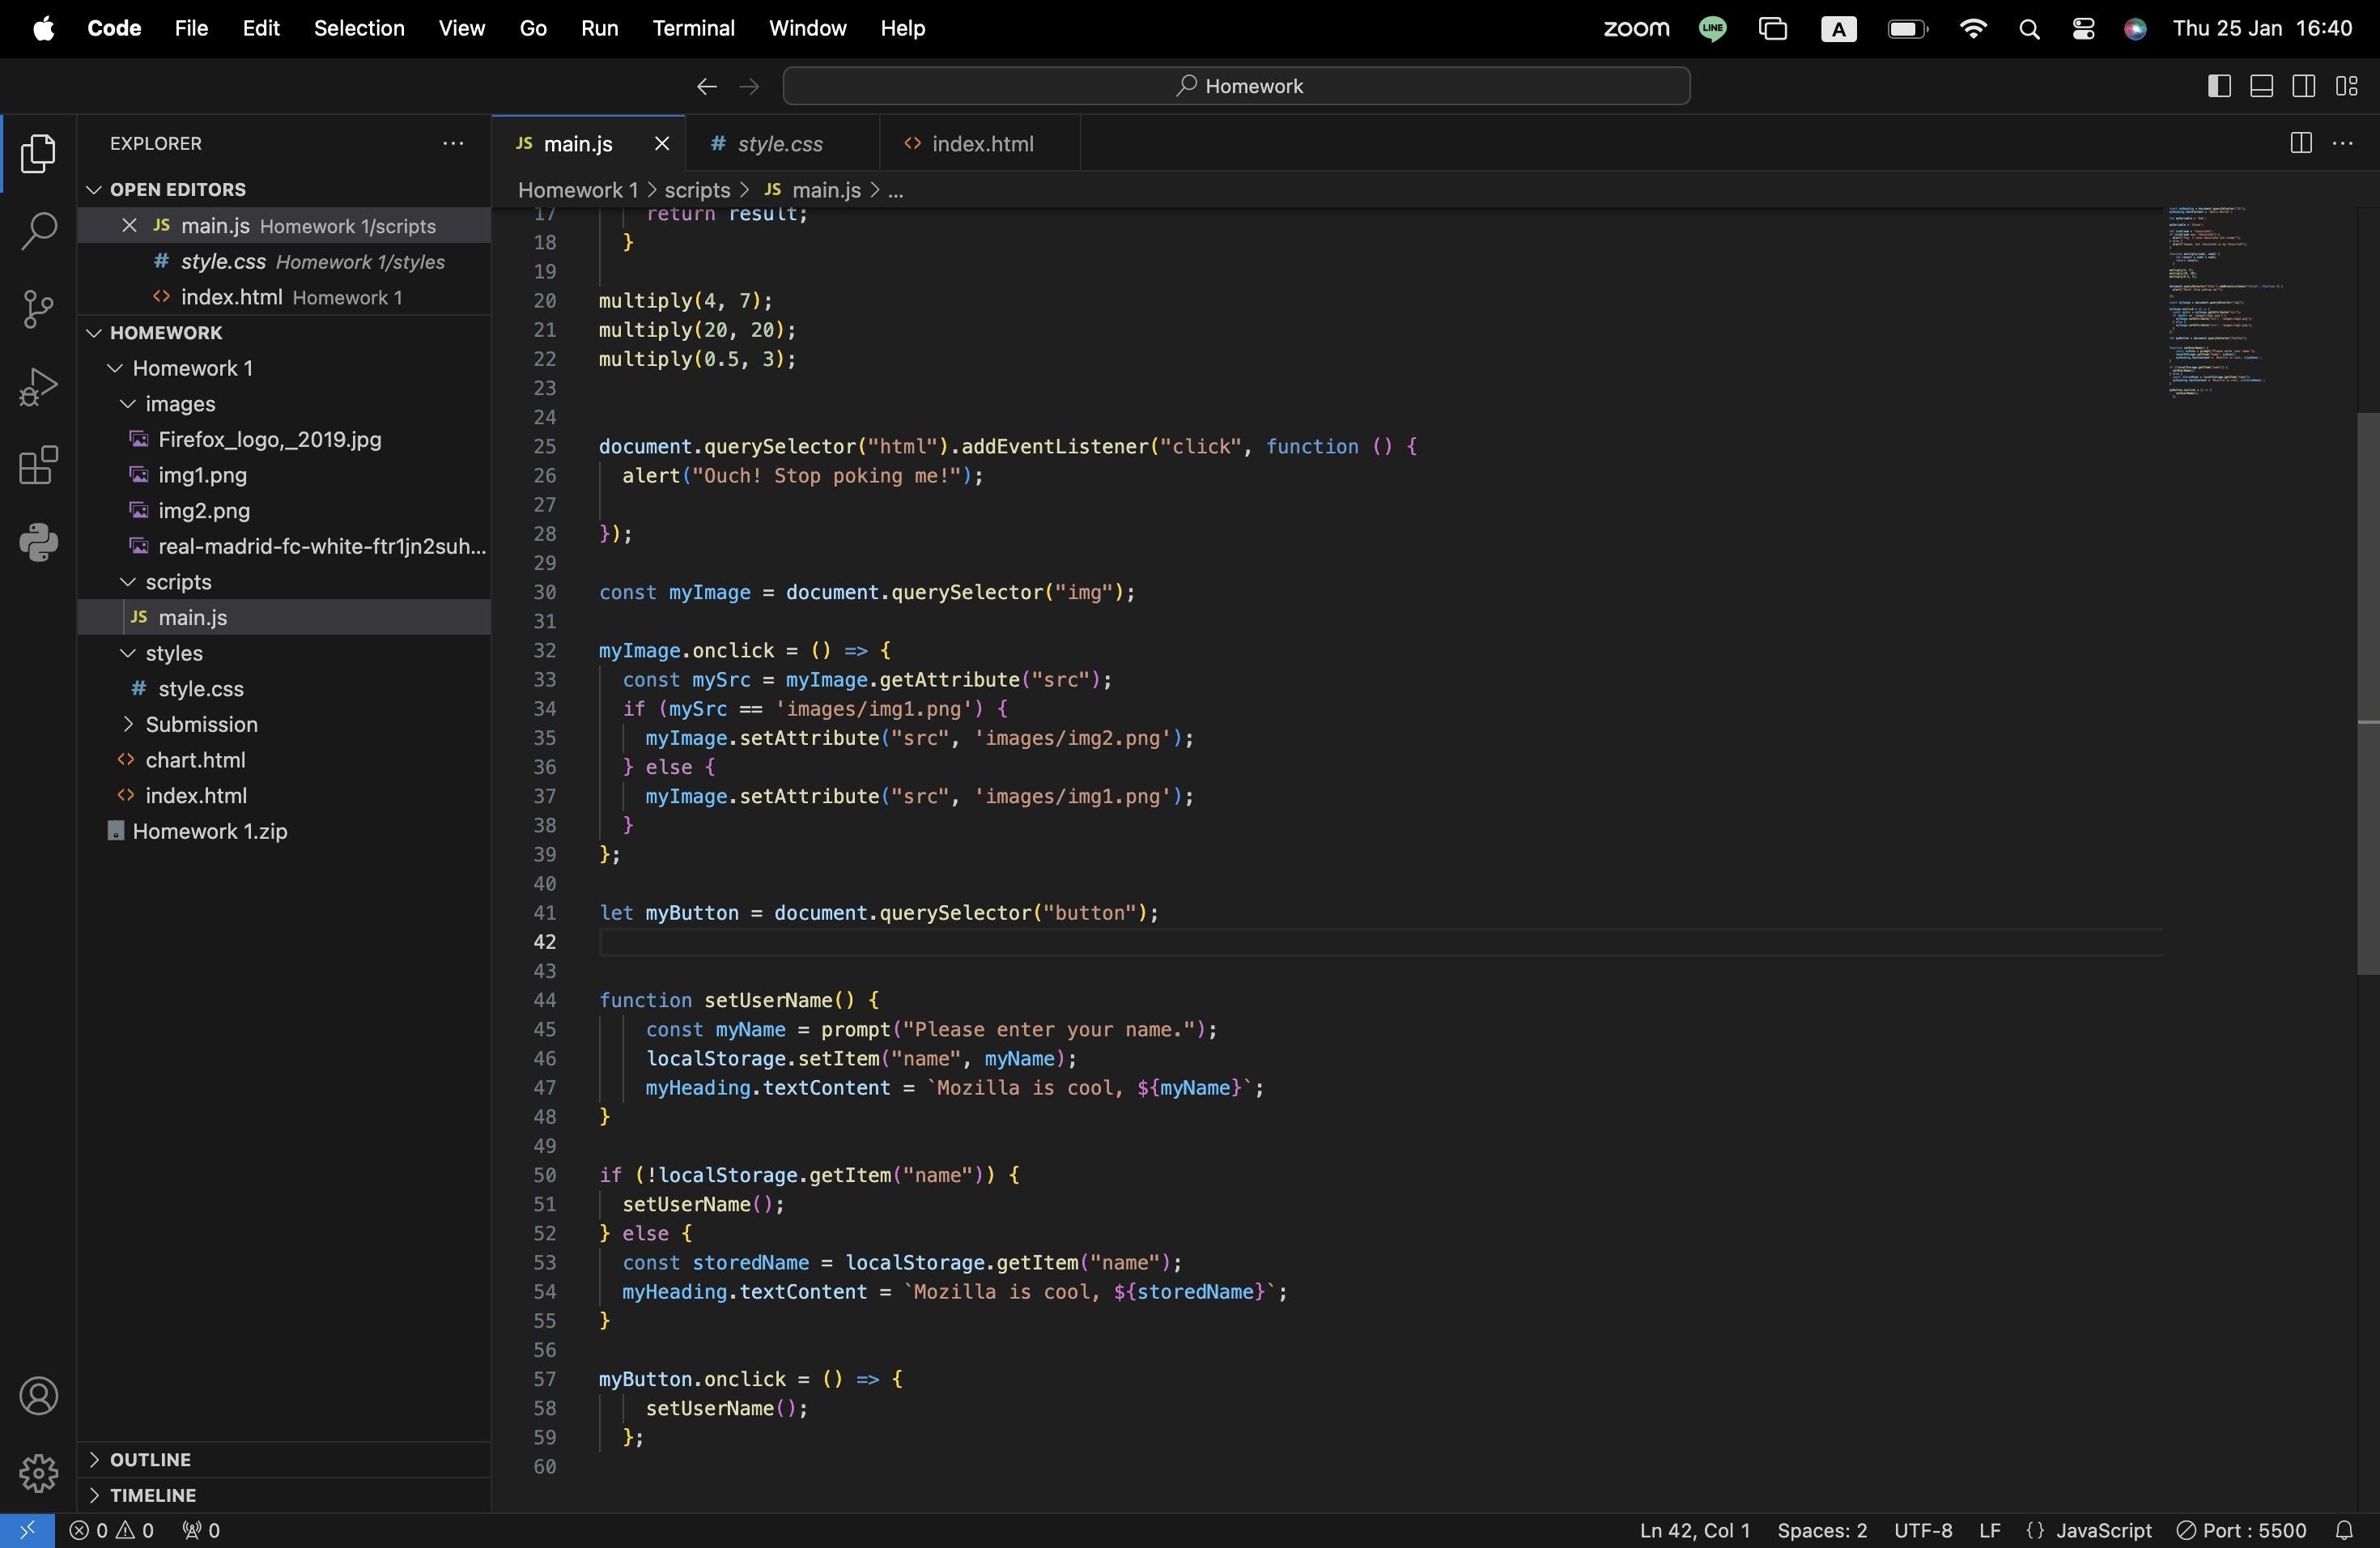 Code File Edit Selection View Go Run Terminal Window Help zoom LINE A Thu 25 Jan 16:40
Homework
EXPLORER
OPEN EDITORS
JS main.js Homework 1/scripts
# style.css Homework 1/styles
<> index.html Homework 1
HOMEWORK
Homework 1
images
Firefox_logo,_2019.jpg
img1.png
img2.png
real-madrid-fc-white-ftr1jn2suh...
scripts
JS main.js
styles
# style.css
Submission
<> chart.html
<> index.html
Homework 1.zip
OUTLINE
TIMELINE
JS main.js # style.css <> index.html
Homework 1 > scripts > JS main.js > ...
17 return result;
18 }
19
20 multiply(4, 7);
21 multiply(20, 20);
22 multiply(0.5, 3);
23
24
25 document.querySelector("html").addEventListener("click", function () {
26 alert("Ouch! Stop poking me!");
27
28 });
29
30 const myImage = document.querySelector("img");
31
32 myImage.onclick = () => {
33 const mySrc = myImage.getAttribute("src");
34 if (mySrc == 'images/img1.png') {
35 myImage.setAttribute("src", 'images/img2.png');
36 } else {
37 myImage.setAttribute("src", 'images/img1.png');
38 }
39 };
40
41 let myButton = document.querySelector("button");
42
43
44 function setUserName() {
45 const myName = prompt("Please enter your name.");
46 localStorage.setItem("name", myName);
47 myHeading.textContent = `Mozilla is cool, ${myName}`;
48 }
49
50 if (!localStorage.getItem("name")) {
51 setUserName();
52 } else {
53 const storedName = localStorage.getItem("name");
54 myHeading.textContent = `Mozilla is cool, ${storedName}`;
55 }
56
57 myButton.onclick = () => {
58 setUserName();
59 };
60
0 0 0 Ln 42, Col 1 Spaces: 2 UTF-8 LF {} JavaScript Port : 5500